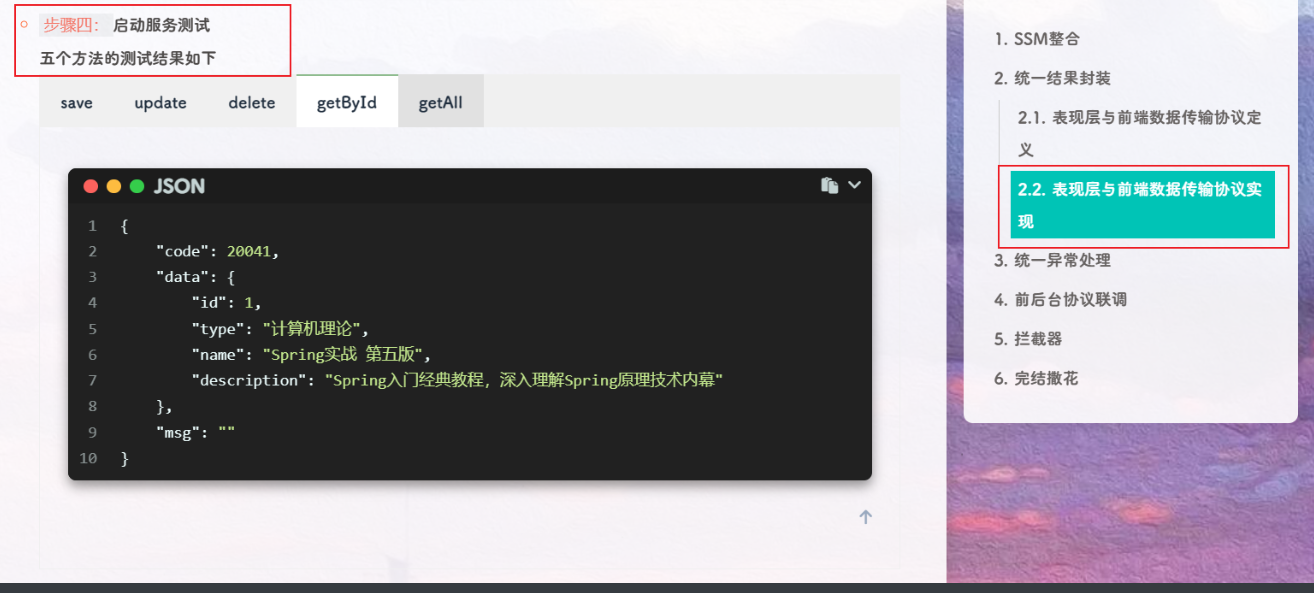 步骤四： 启动服务测试
五个方法的测试结果如下
save update delete getById getAll
JSON
1 {
2 "code": 20041,
3 "data": {
4 "id": 1,
5 "type": "计算机理论",
6 "name": "Spring实战 第五版",
7 "description": "Spring入门经典教程，深入理解Spring原理技术内幕"
8 },
9 "msg": ""
10 }
1. SSM整合
2. 统一结果封装
2.1. 表现层与前端数据传输协议定
义
2.2. 表现层与前端数据传输协议实
现
3. 统一异常处理
4. 前后台协议联调
5. 拦截器
6. 完结撒花